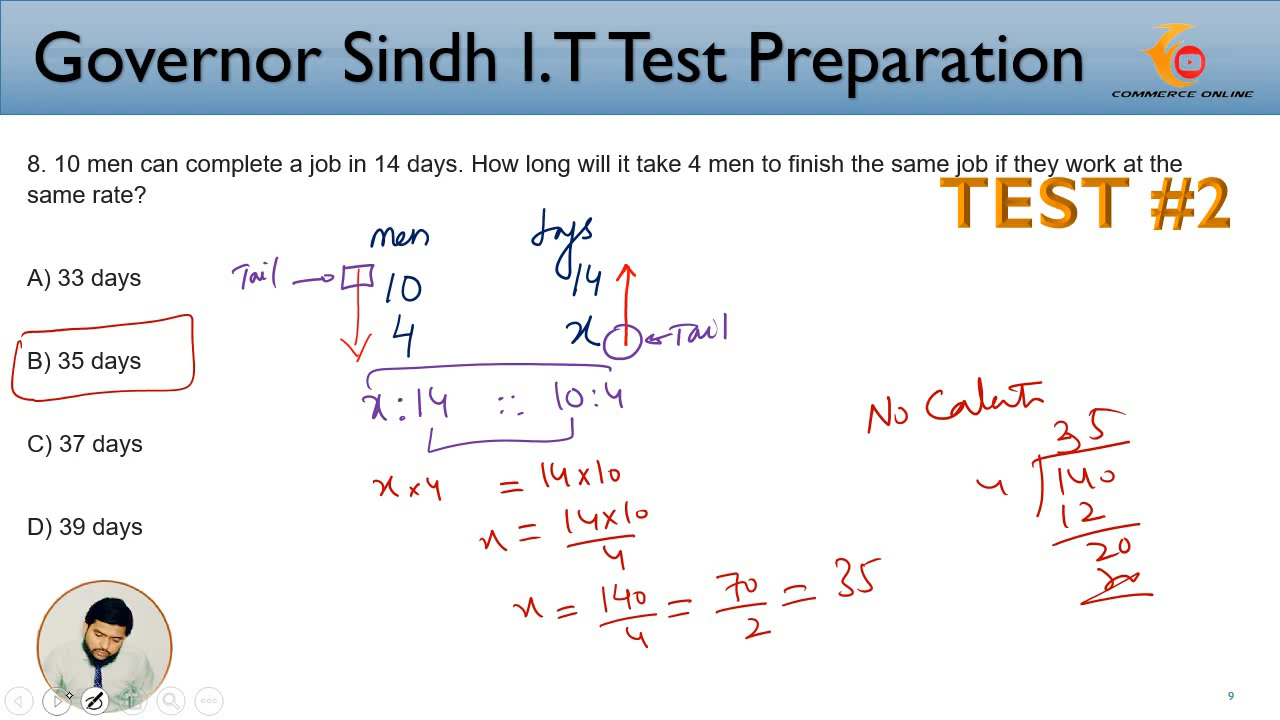 Governor Sindh I.T Test Preparation
COMMERCE ONLINE
8. 10 men can complete a job in 14 days. How long will it take 4 men to finish the same job if they work at the
same rate?
TEST #2
men days
Tail 10 14
4 x Tail
A) 33 days
B) 35 days
C) 37 days
D) 39 days
x : 14 :: 10 : 4
x × 4 = 14 × 10
x = 14 × 10
4
x = 140 = 70 = 35
4 2
No
35
4 140
12
20
20
9